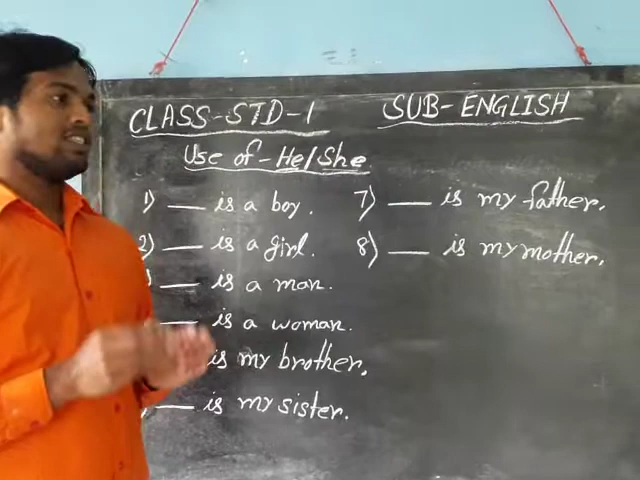 CLASS-STD-1
SUB-ENGLISH
Use of-He/She
1) ___ is a boy.
2) ___ is a girl.
) ___ is a man.
___ is a woman.
is my brother.
) ___ is my sister.
7) ___ is my father.
8) ___ is my mother.